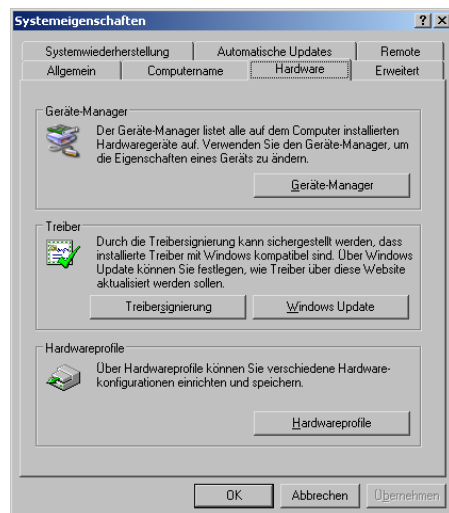 Systemeigenschaften
Systemwiederherstellung Automatische Updates Remote
Allgemein Computername Hardware Erweitert
Geräte-Manager
Der Geräte-Manager listet alle auf dem Computer installierten
Hardwaregeräte auf. Verwenden Sie den Geräte-Manager, um
die Eigenschaften eines Geräts zu ändern.
Geräte-Manager
Treiber
Durch die Treibersignierung kann sichergestellt werden, dass
installierte Treiber mit Windows kompatibel sind. Über Windows
Update können Sie festlegen, wie Treiber über diese Website
aktualisiert werden sollen.
Treibersignierung Windows Update
Hardwareprofile
Über Hardwareprofile können Sie verschiedene Hardware-
konfigurationen einrichten und speichern.
Hardwareprofile
OK Abbrechen Übernehmen